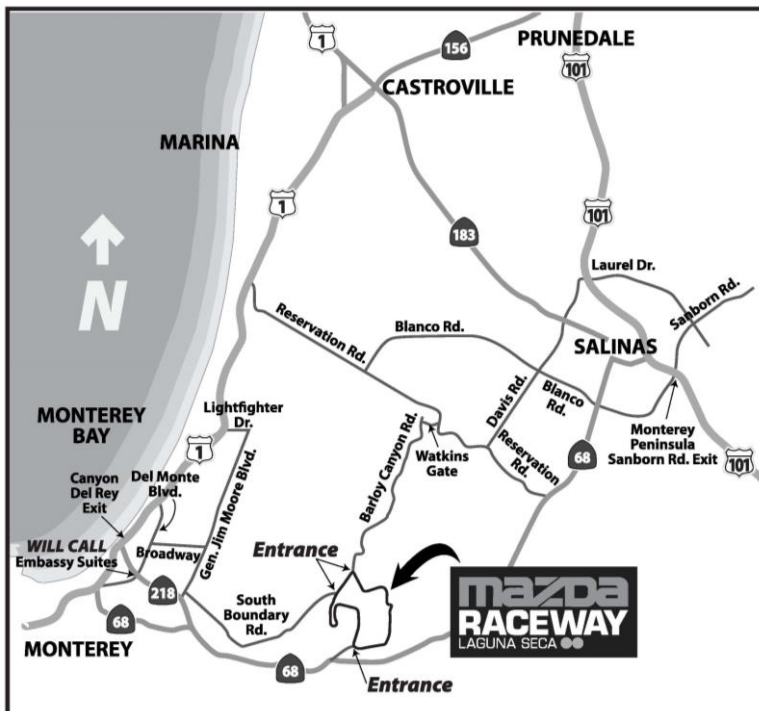 1
156
PRUNEDALE
101
CASTROVILLE
MARINA
1
183
101
N
Laurel Dr.
Sanborn Rd.
Reservation Rd.
Blanco Rd.
SALINAS
Davis Rd.
Blanco
Rd.
MONTEREY
BAY
Lightfighter
Dr.
1
Barloy Canyon Rd.
Watkins
Gate
Reservation
Rd.
68
Monterey
Peninsula
Sanborn Rd. Exit
101
Canyon
Del Rey
Exit
Del Monte
Blvd.
Gen. Jim Moore Blvd.
WILL CALL
Embassy Suites
Broadway
218
Entrance
South
Boundary
Rd.
mazda
RACEWAY
LAGUNA SECA
68
MONTEREY
68
Entrance